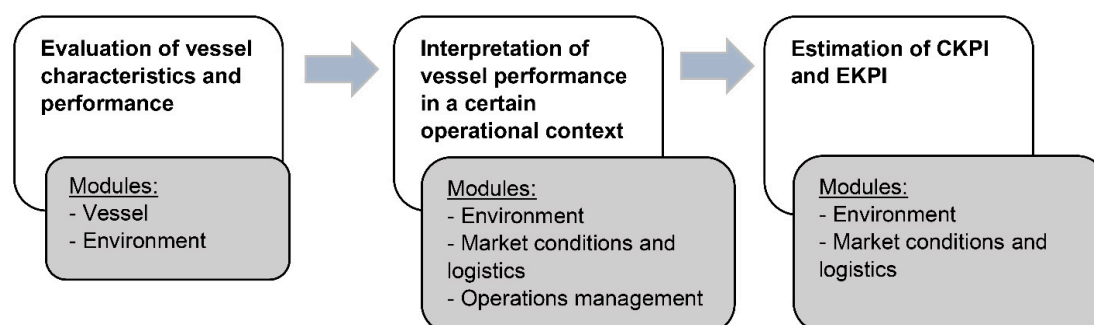 Evaluation of vessel
characteristics and
performance
Modules:
- Vessel
- Environment
Interpretation of
vessel performance
in a certain
operational context
Modules:
- Environment
- Market conditions and
logistics
- Operations management
Estimation of CKPI
and EKPI
Modules:
- Environment
- Market conditions and
logistics